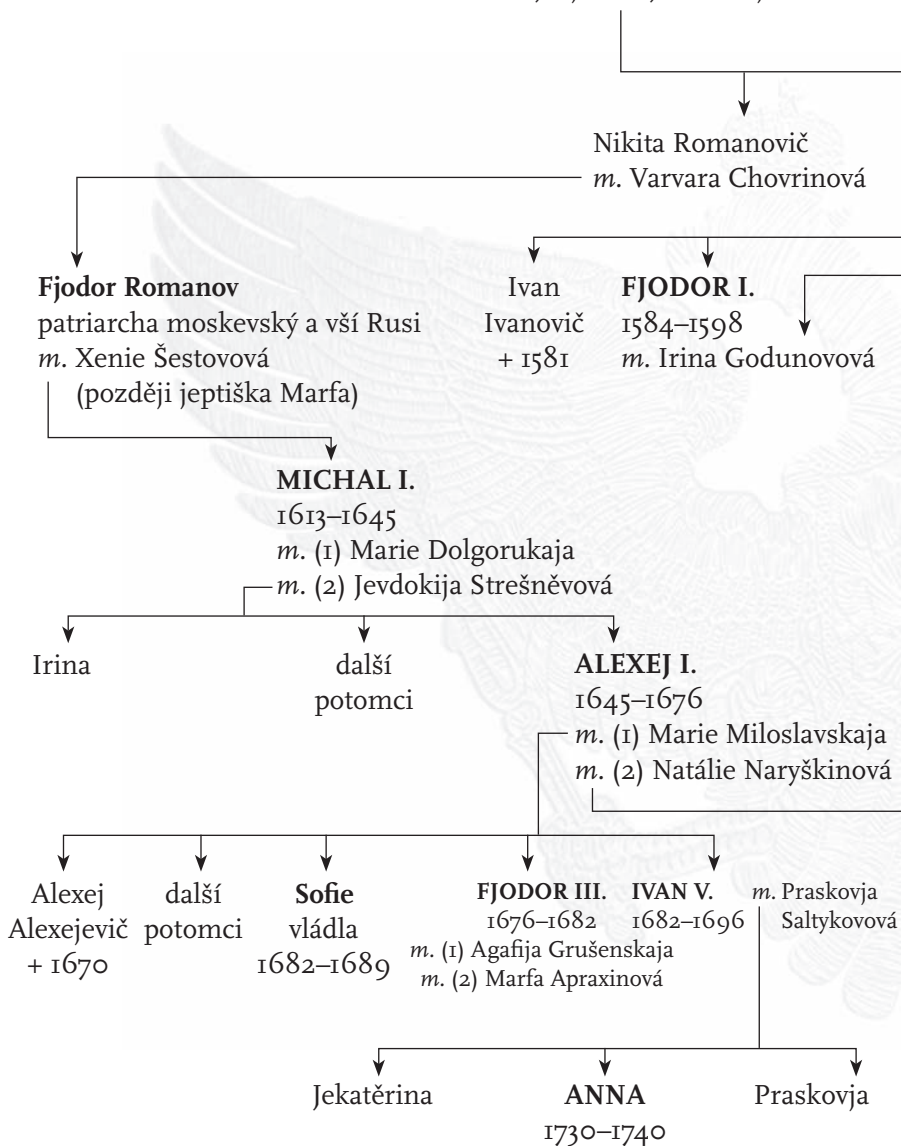 Nikita Romanovič
m. Varvara Chovrinová
Fjodor Romanov
patriarcha moskevský a vší Rusi
m. Xenie Šestovová
(později jeptiška Marfa)
Ivan
Ivanovič
+ 1581
FJODOR I.
1584–1598
m. Irina Godunovová
MICHAL I.
1613–1645
m. (1) Marie Dolgorukaja
m. (2) Jevdokija Strešněvová
Irina
další
potomci
ALEXEJ I.
1645–1676
m. (1) Marie Miloslavskaja
m. (2) Natálie Naryškinová
Alexej
Alexejevič
+ 1670
další
potomci
Sofie
vládla
1682–1689
FJODOR III.
1676–1682
m. (1) Agafija Grušenskaja
m. (2) Marfa Apraxinová
IVAN V.
1682–1696
m. Praskovja
Saltykovová
Jekatěrina
ANNA
1730–1740
Praskovja